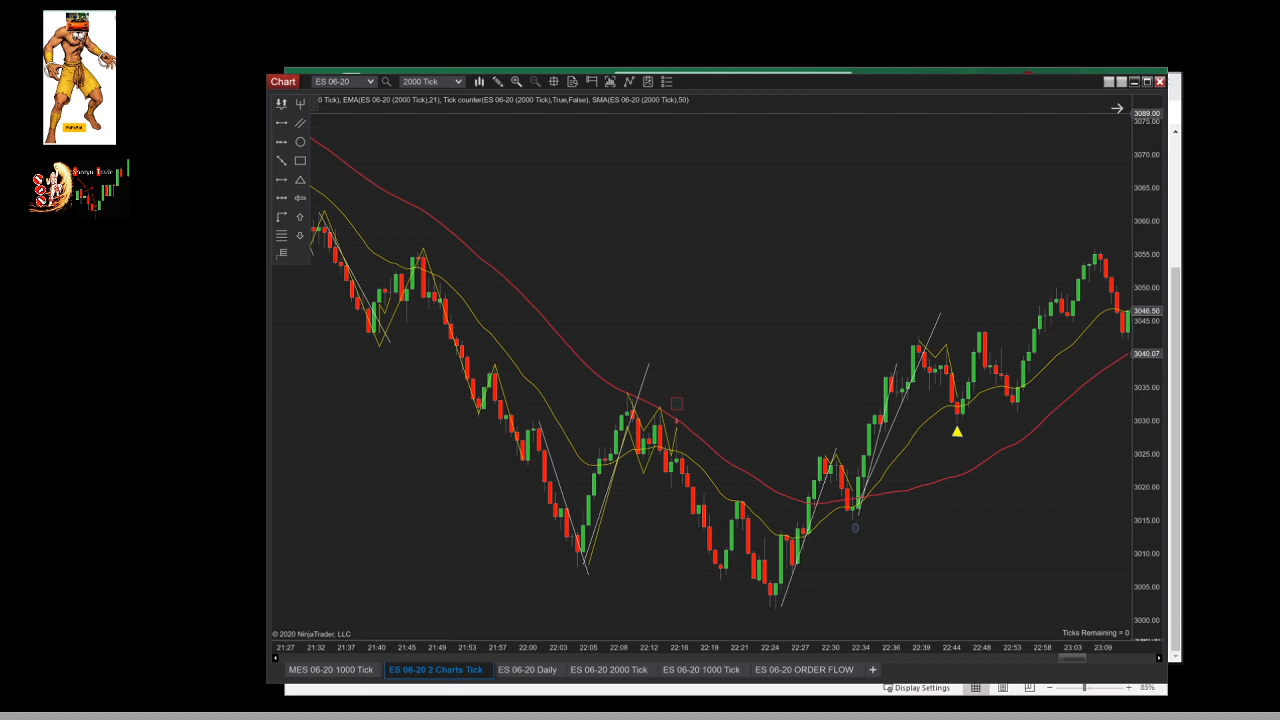 Shoryu Trade
Chart
ES 06-20
2000 Tick
0 Tick), EMA(ES 06-20 (2000 Tick),21), Tick counter(ES 06-20 (2000 Tick),True,False), SMA(ES 06-20 (2000 Tick),50)
3089.00
3075.00
3070.00
3065.00
3060.00
3055.00
3050.00
3046.50
3045.00
3040.07
3035.00
3030.00
3025.00
3020.00
3015.00
3010.00
3005.00
3000.00
© 2020 NinjaTrader, LLC
Ticks Remaining = 0
21:27 21:32 21:37 21:40 21:45 21:47 21:53 21:57 22:00 22:05 22:08 22:12 22:16 22:19 22:21 22:24 22:30 22:34 22:36 22:39 22:44 22:48 22:53 22:58 23:03 23:09
MES 06-20 1000 Tick
ES 06-20 2 Charts Tick
ES 06-20 Daily
ES 06-20 2000 Tick
ES 06-20 1000 Tick
ES 06-20 ORDER FLOW
+
Display Settings
85%